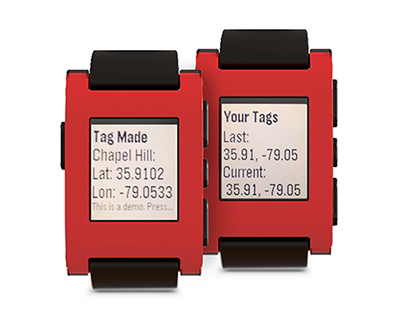 Tag Made
Chapel Hill:
Lat: 35.9102
Lon: -79.0533
This is a demo. Press...
Your Tags
Last:
35.91, -79.05
Current:
35.91, -79.05